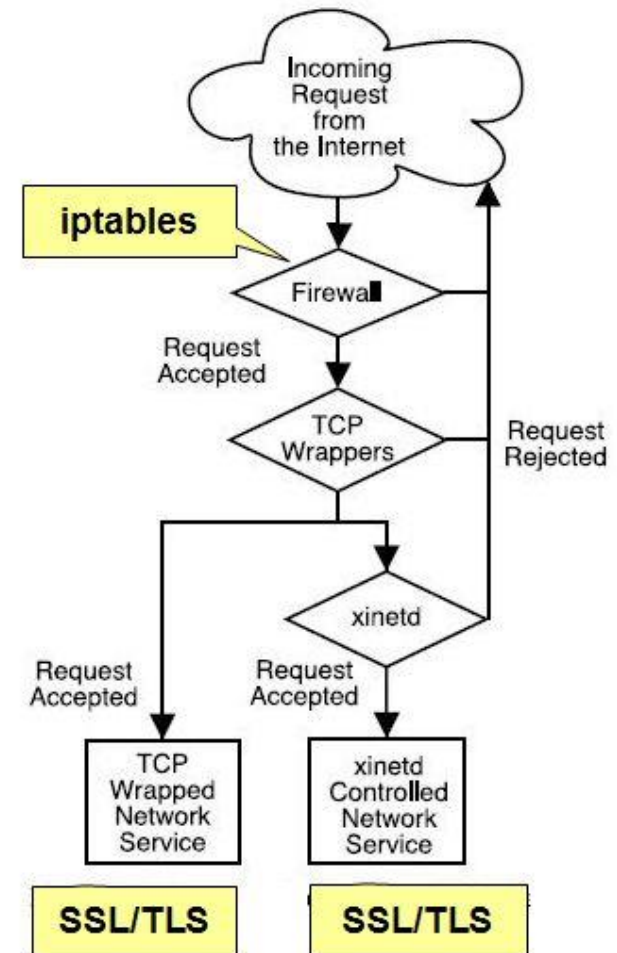 Incoming
Request
from
the Internet
iptables
Firewall
Request
Accepted
TCP
Wrappers
Request
Rejected
xinetd
Request
Accepted
Request
Accepted
TCP
Wrapped
Network
Service
xinetd
Controlled
Network
Service
SSL/TLS
SSL/TLS